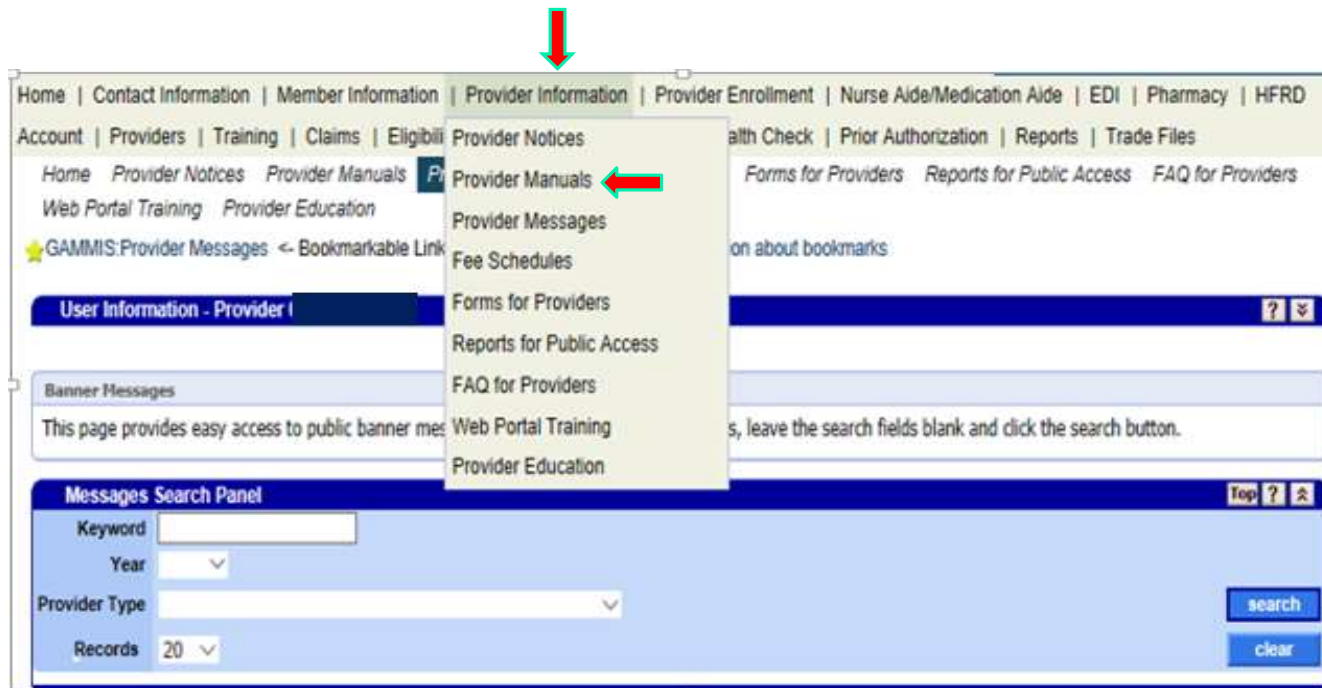 Home | Contact Information | Member Information | Provider Information | Provider Enrollment | Nurse Aide/Medication Aide | EDI | Pharmacy | HFRD
Account | Providers | Training | Claims | Health Check | Prior Authorization | Reports | Trade Files
Home Provider Notices Provider Manuals Forms for Providers Reports for Public Access FAQ for Providers
Web Portal Training Provider Education
GAMMIS:Provider Messages <- Bookmarkable Link about bookmarks
Provider Notices
Provider Manuals
Provider Messages
Fee Schedules
Forms for Providers
Reports for Public Access
FAQ for Providers
Web Portal Training
Provider Education
User Information - Provider
?
Banner Messages
This page provides easy access to public banner leave the search fields blank and click the search button.
Messages Search Panel Top ?
Keyword
Year
Provider Type search
Records 20 clear